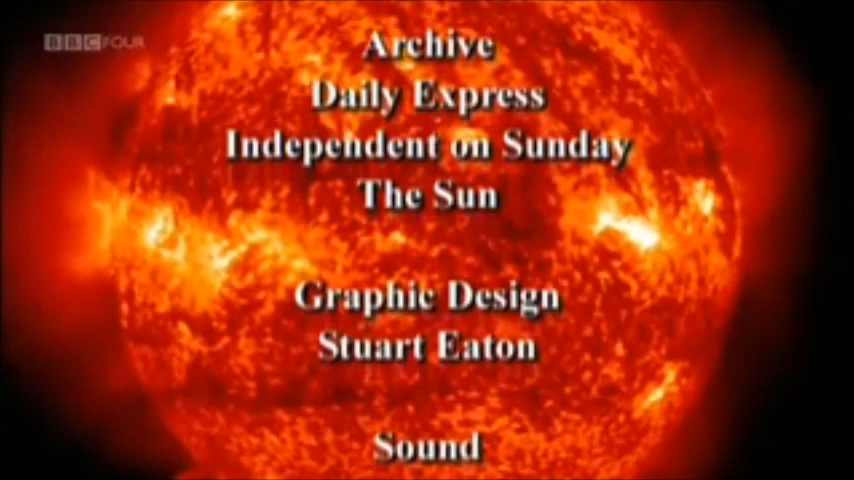 BBC FOUR
Archive
Daily Express
Independent on Sunday
The Sun
Graphic Design
Stuart Eaton
Sound